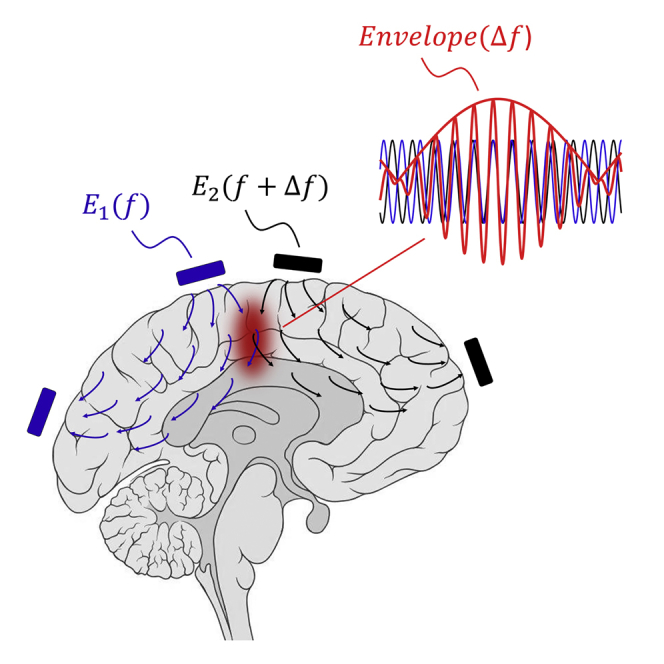 Envelope(Δf)
E₂(f + Δf)
E₁(f)